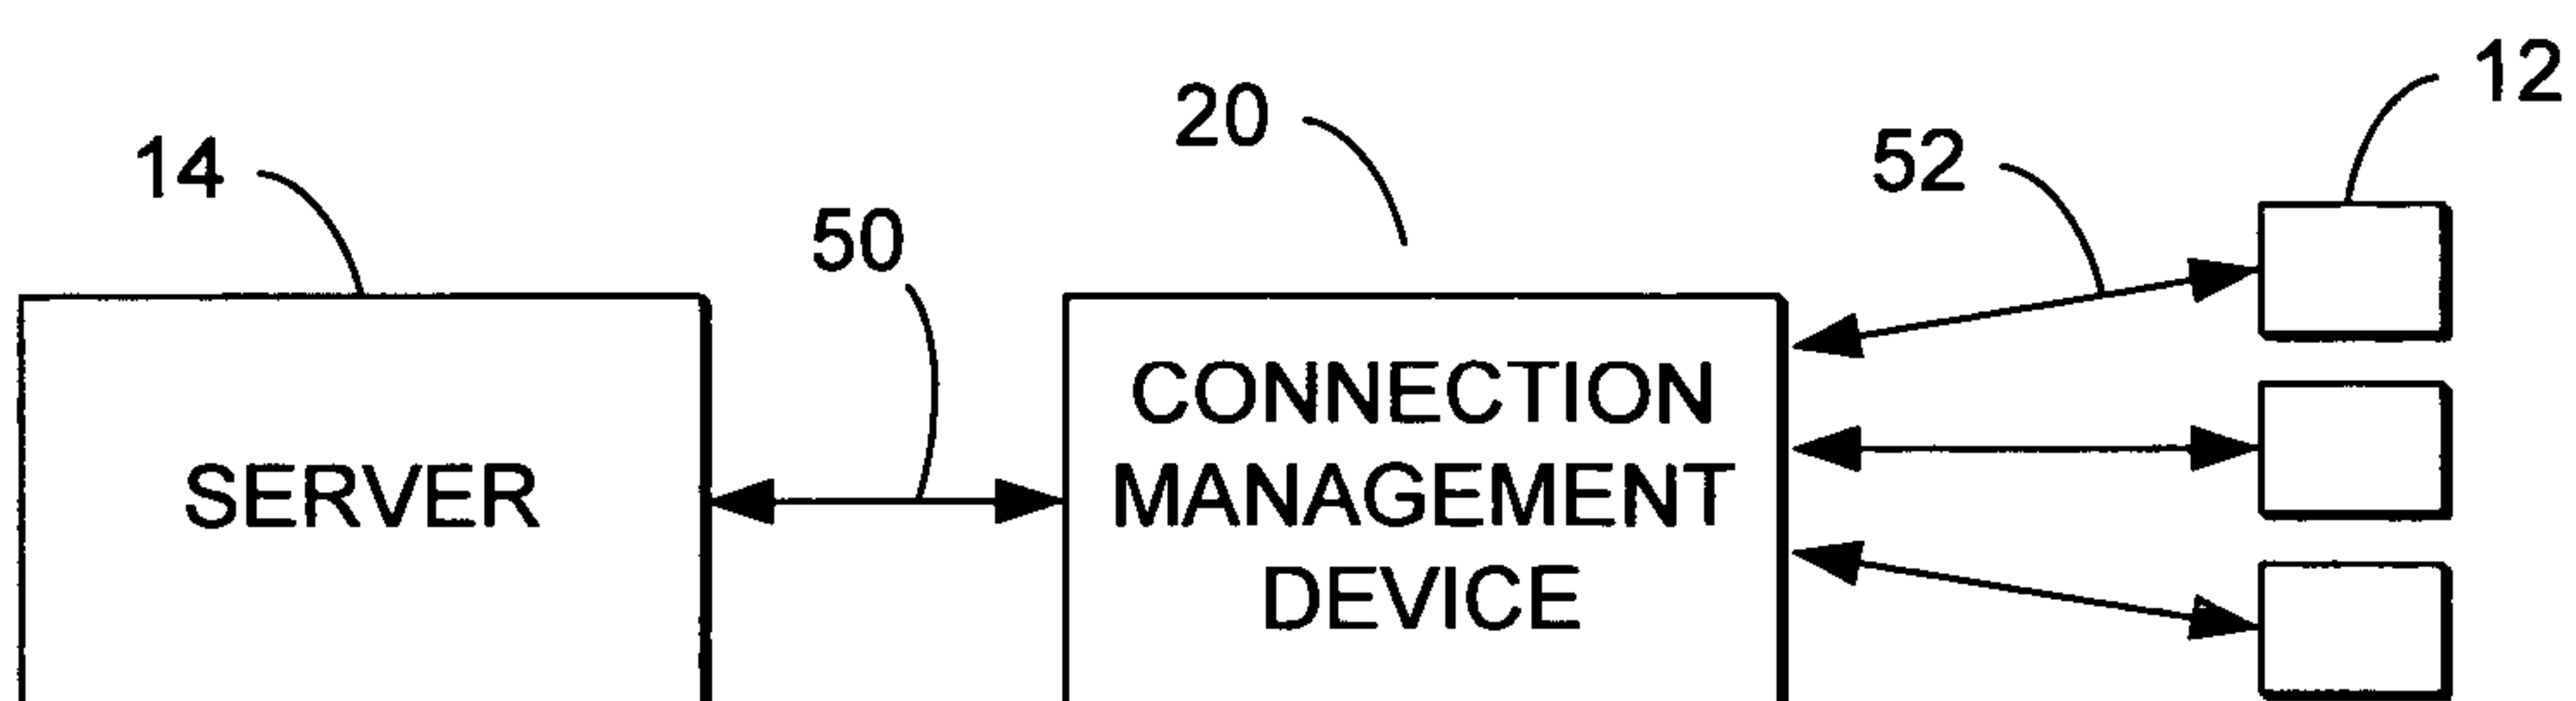 12
20
52
14
50
SERVER
CONNECTION
MANAGEMENT
DEVICE